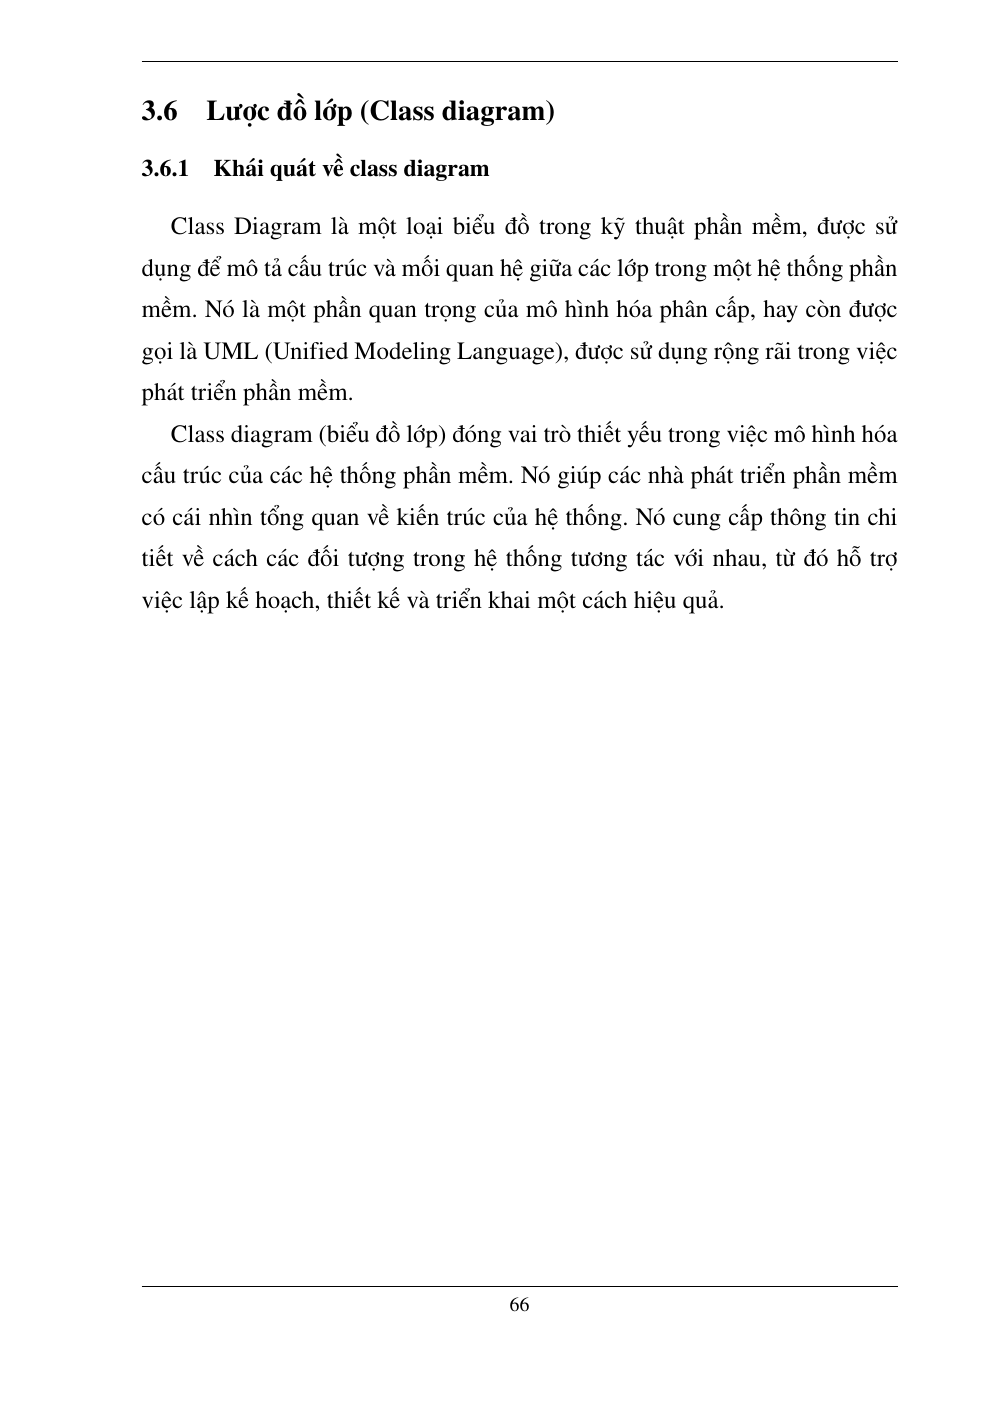 3.6 Lược đồ lớp (Class diagram)
3.6.1 Khái quát về class diagram
Class Diagram là một loại biểu đồ trong kỹ thuật phần mềm, được sử
dụng để mô tả cấu trúc và mối quan hệ giữa các lớp trong một hệ thống phần
mềm. Nó là một phần quan trọng của mô hình hóa phân cấp, hay còn được
gọi là UML (Unified Modeling Language), được sử dụng rộng rãi trong việc
phát triển phần mềm.
Class diagram (biểu đồ lớp) đóng vai trò thiết yếu trong việc mô hình hóa
cấu trúc của các hệ thống phần mềm. Nó giúp các nhà phát triển phần mềm
có cái nhìn tổng quan về kiến trúc của hệ thống. Nó cung cấp thông tin chi
tiết về cách các đối tượng trong hệ thống tương tác với nhau, từ đó hỗ trợ
việc lập kế hoạch, thiết kế và triển khai một cách hiệu quả.
66